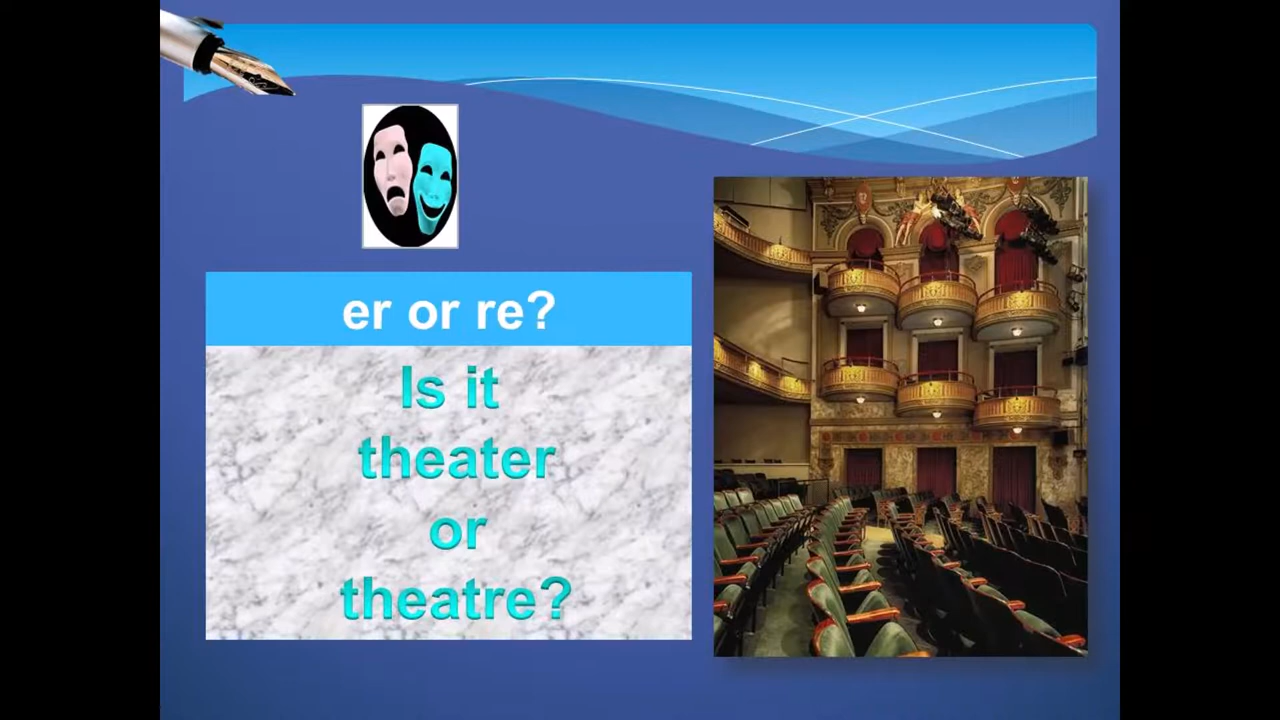 er or re?
Is it
theater
or
theatre?